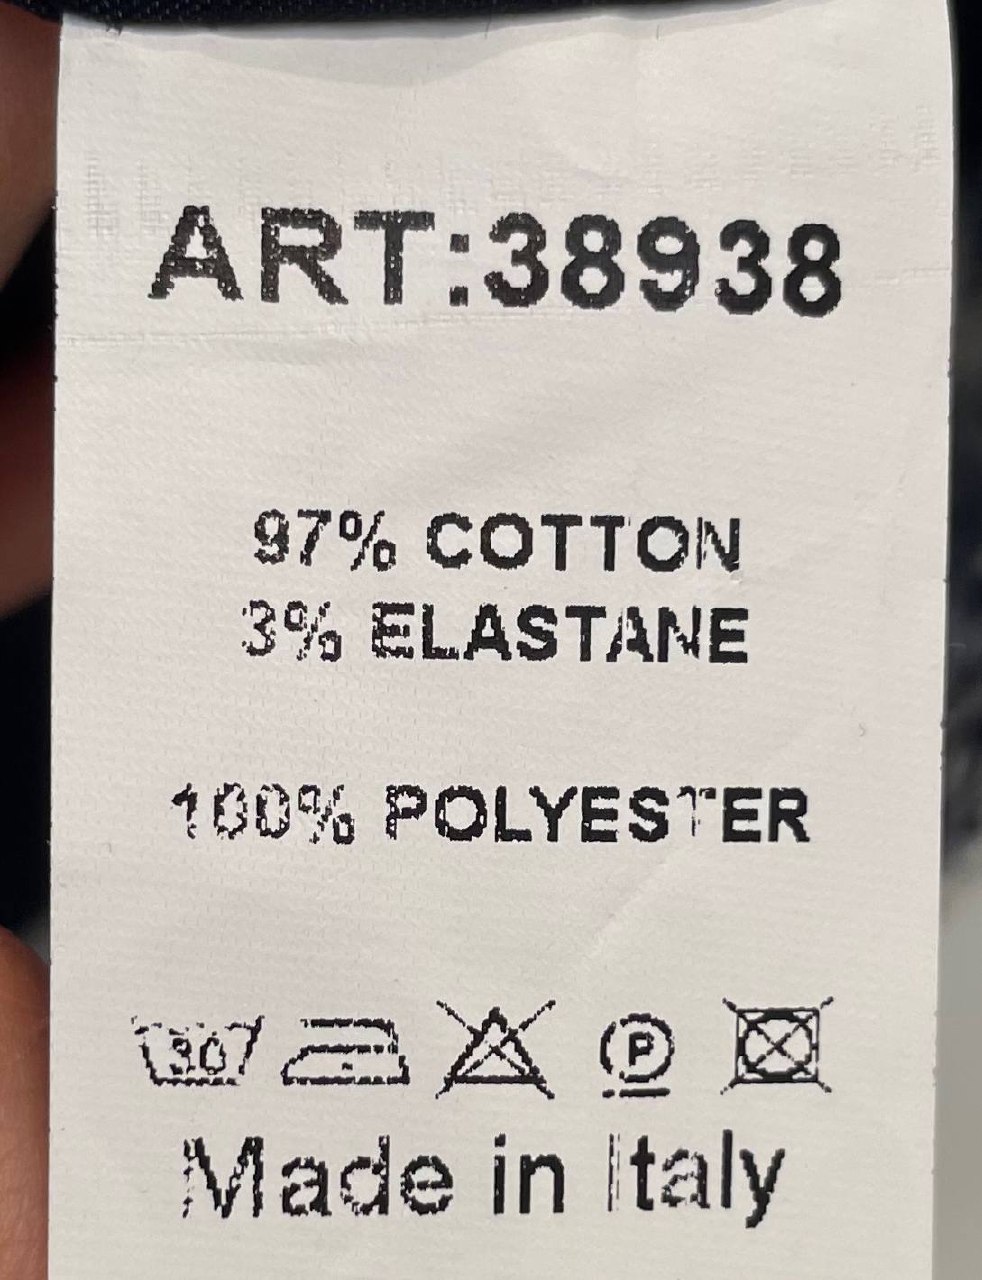 ART:38938
97% COTTON
3% ELASTANE
100% POLYESTER
30 P
Made in Italy